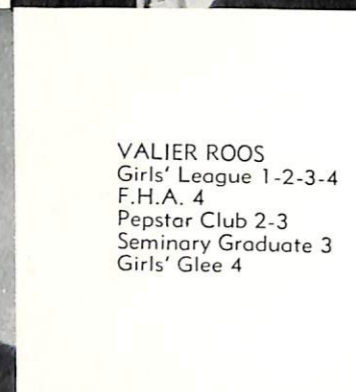 VALIER ROOS
Girls' League 1-2-3-4
F.H.A. 4
Pepstar Club 2-3
Seminary Graduate 3
Girls' Glee 4